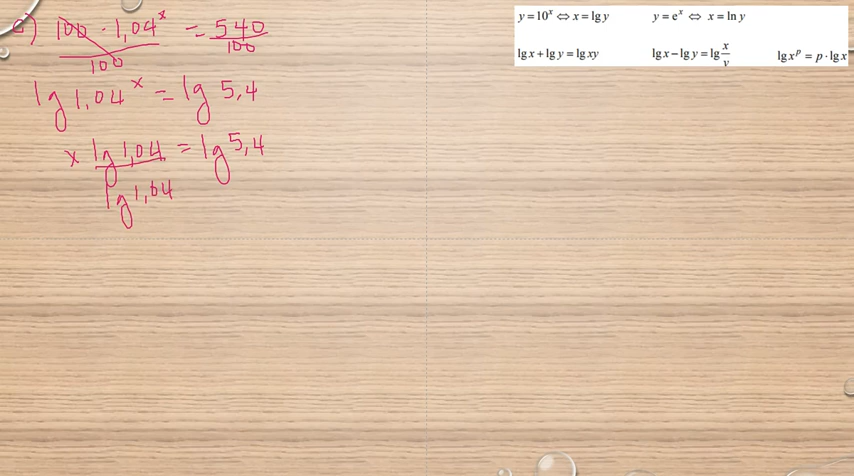 c) 100 · 1,04^x = 540
100 100
lg 1,04^x = lg 5,4
x lg 1,04 = lg 5,4
lg 1,04
y = 10^x ⇔ x = lg y y = e^x ⇔ x = ln y
lg x + lg y = lg xy lg x − lg y = lg x/y lg x^p = p · lg x